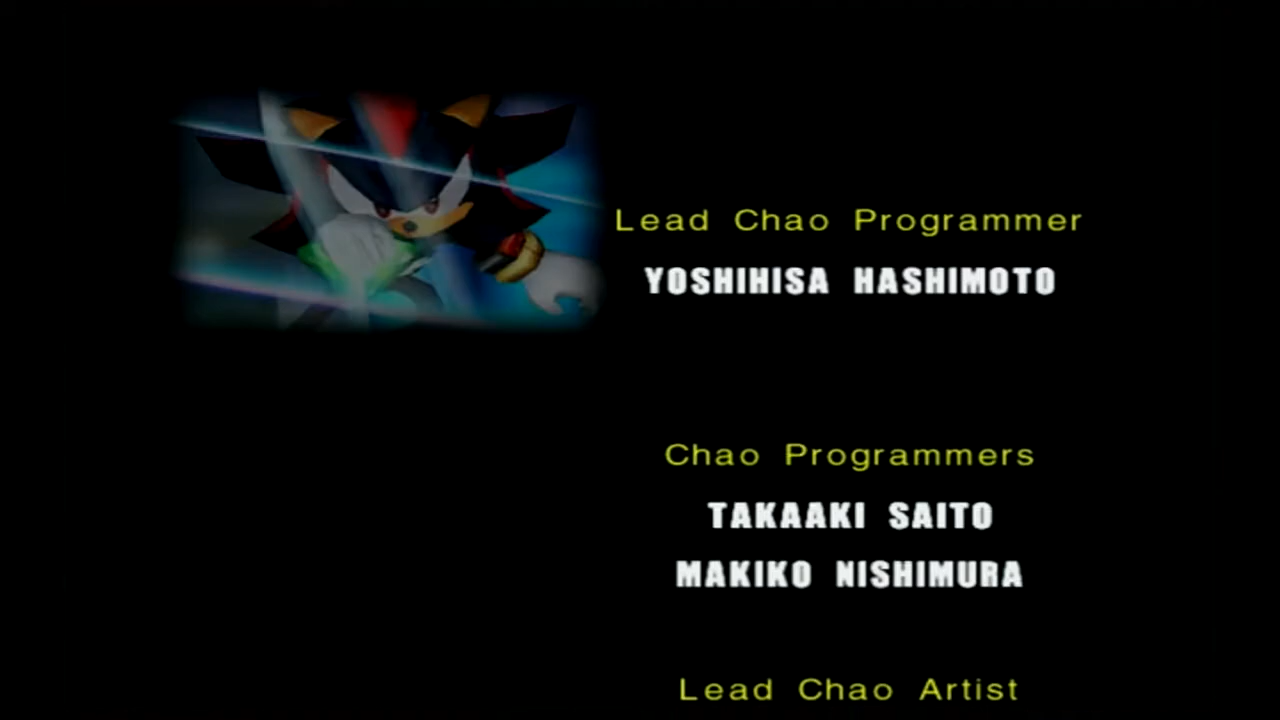 Lead Chao Programmer
YOSHIHISA HASHIMOTO
Chao Programmers
TAKAAKI SAITO
MAKIKO NISHIMURA
Lead Chao Artist